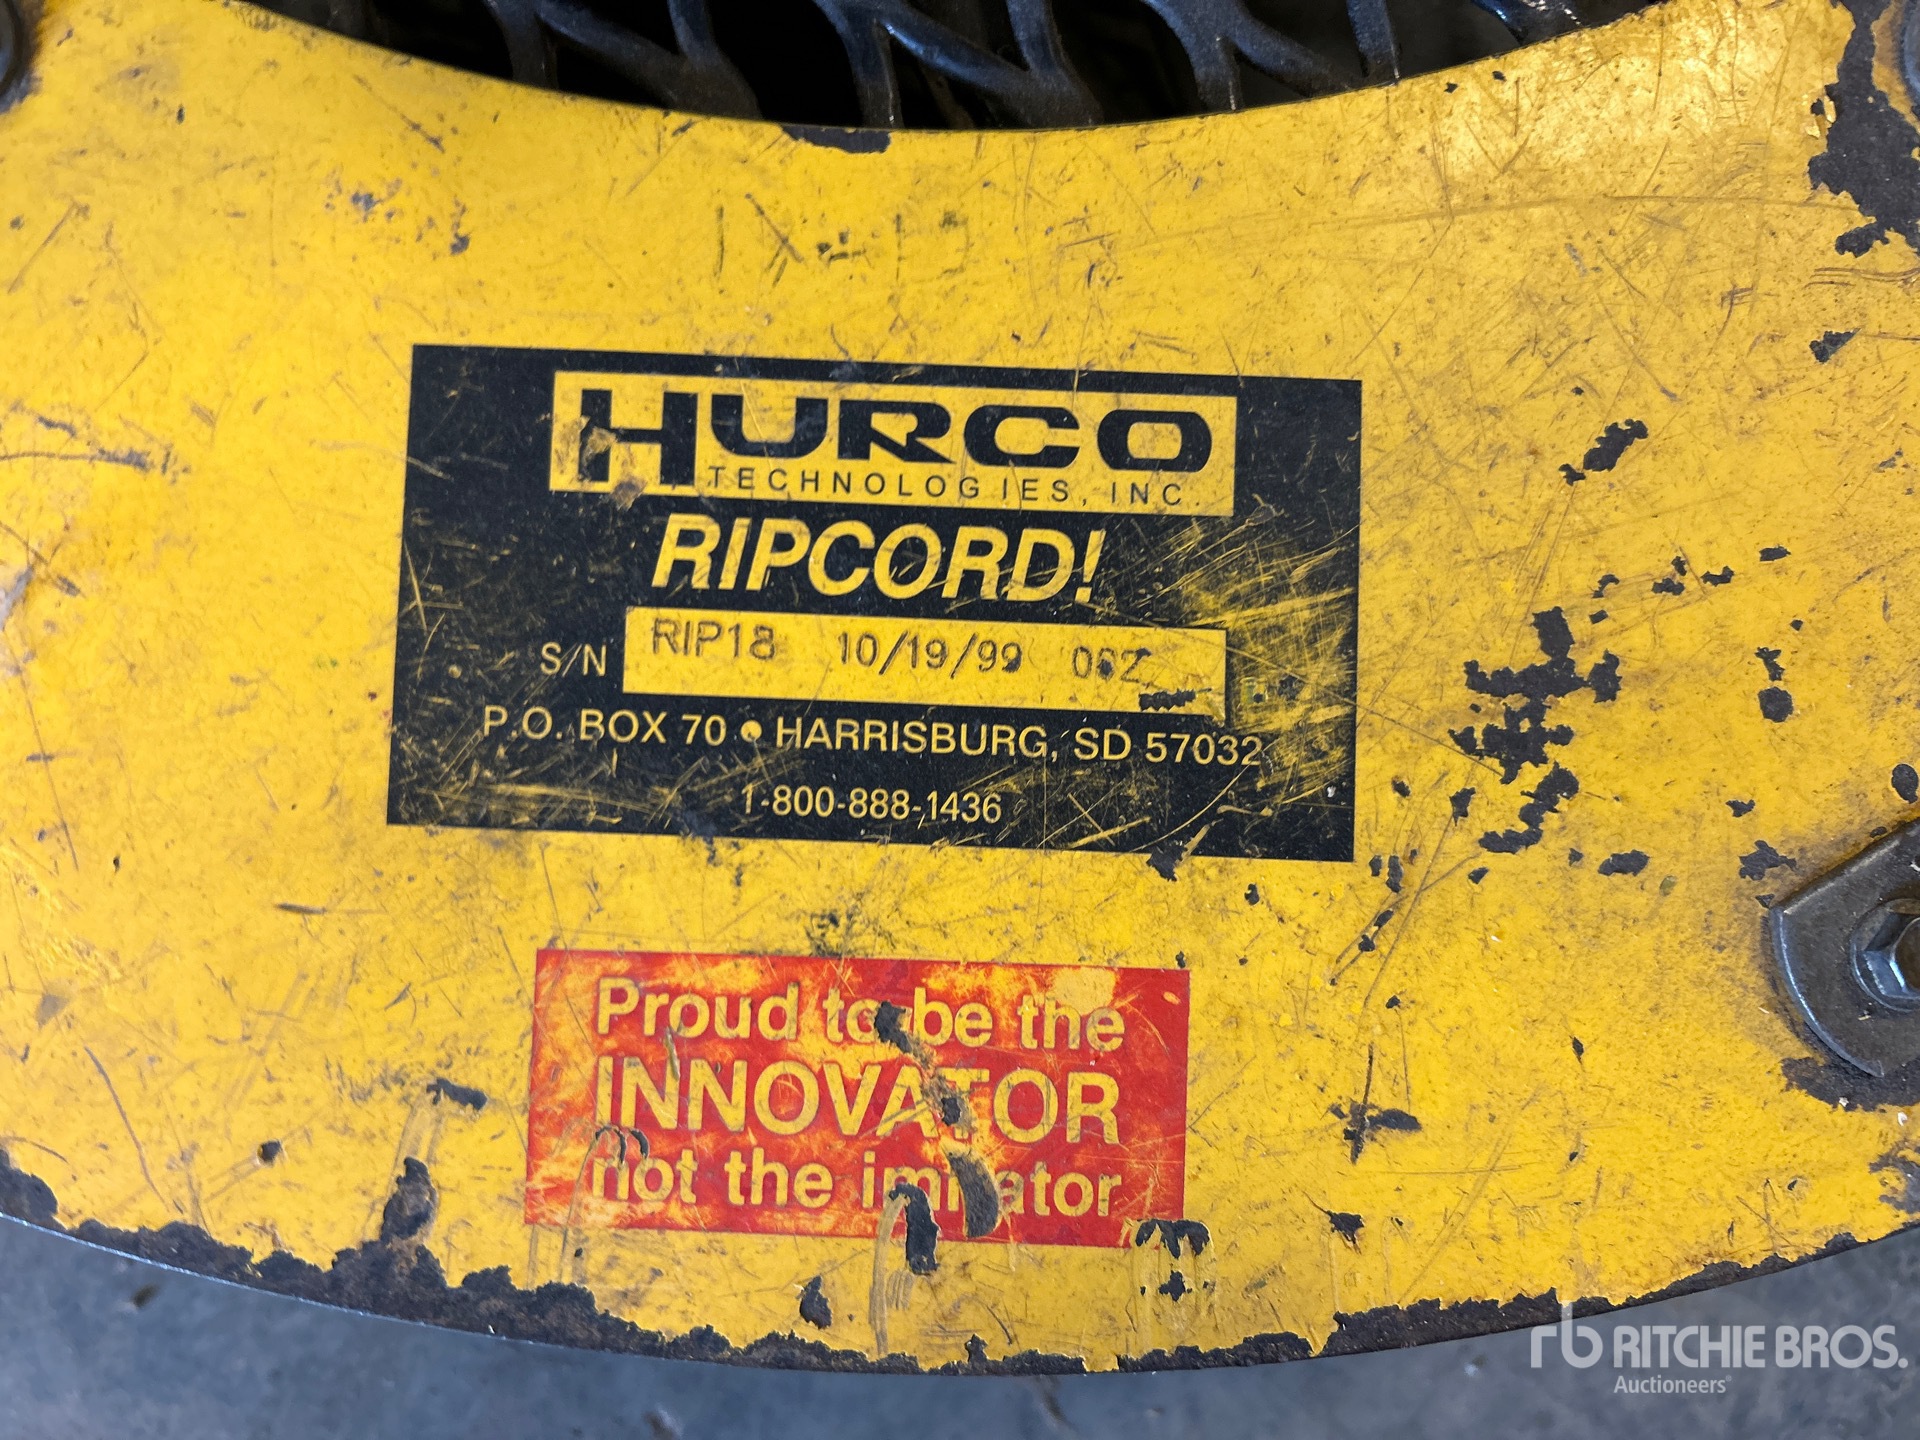 HURCO
TECHNOLOGIES, INC.
RIPCORD!
S/N RIP18 10/19/99
P.O. BOX 70 • HARRISBURG, SD 57032
1-800-888-1436
Proud to be the
INNOVATOR
not the imitator
rb RITCHIE BROS.
Auctioneers